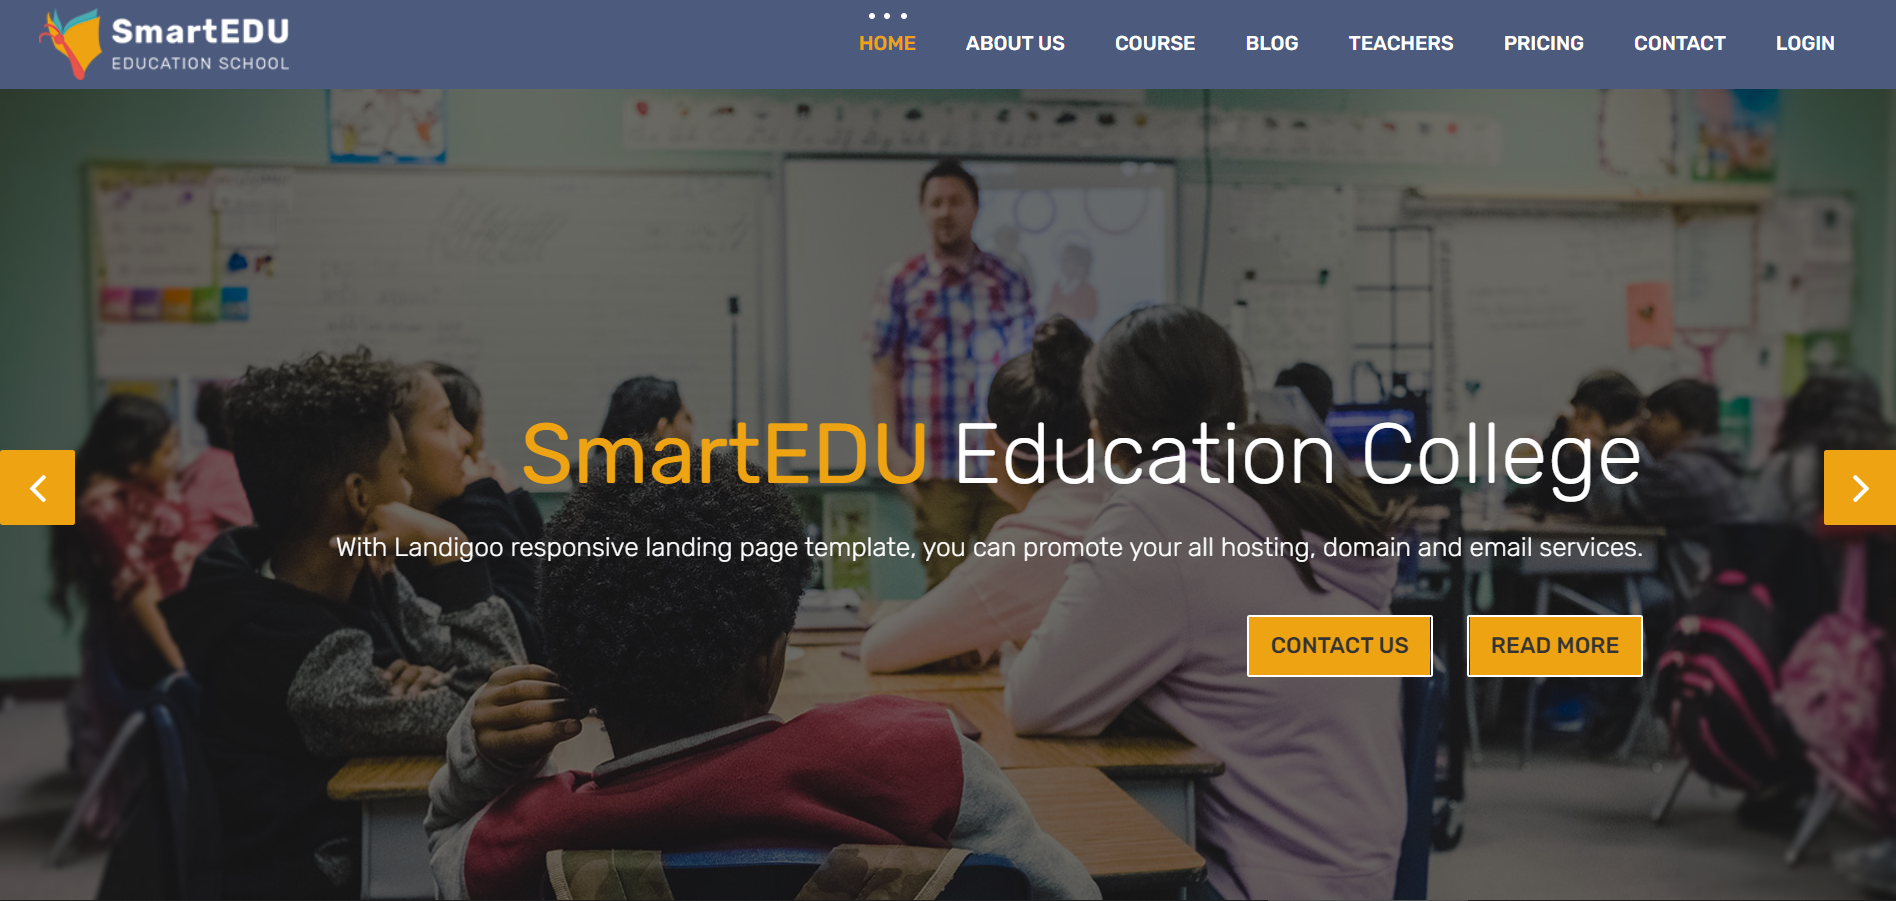 SmartEDU
EDUCATION SCHOOL
HOME ABOUT US COURSE BLOG TEACHERS PRICING CONTACT LOGIN
SmartEDU Education College
With Landigoo responsive landing page template, you can promote your all hosting, domain and email services.
CONTACT US READ MORE